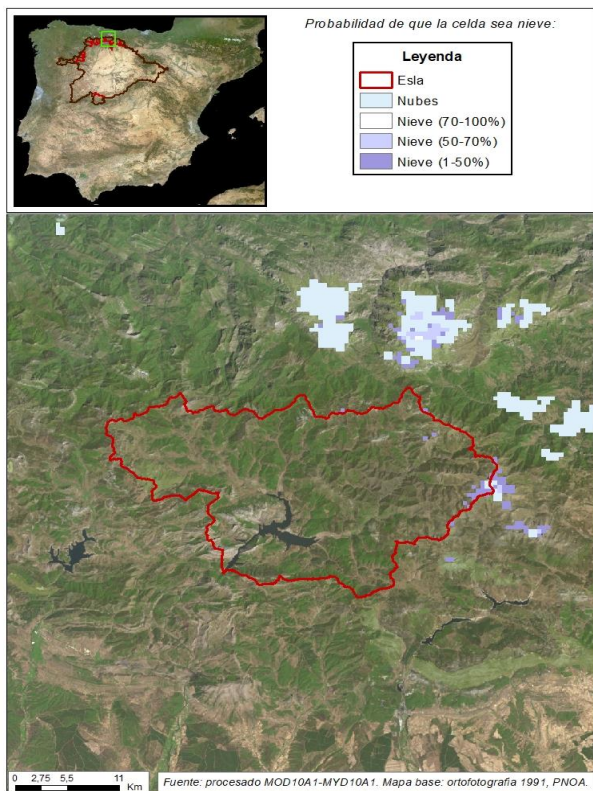 Probabilidad de que la celda sea nieve:
Leyenda
Esla
Nubes
Nieve (70-100%)
Nieve (50-70%)
Nieve (1-50%)
0 2,75 5,5 11
Km
Fuente: procesado MOD10A1-MYD10A1. Mapa base: ortofotografía 1991, PNOA.